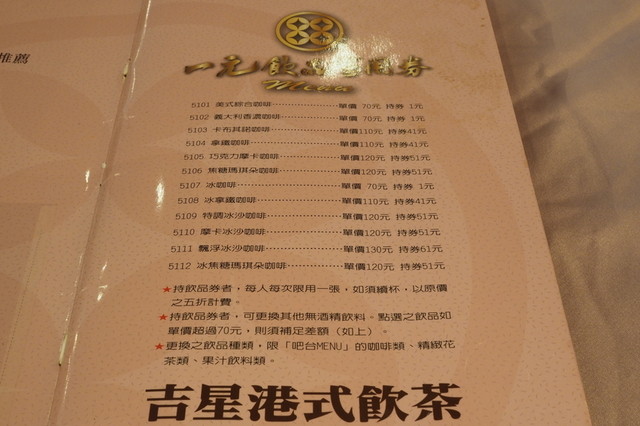 推薦
一元飲品專用券
Menu
5101 美式綜合咖啡··················單價 70元 持券 1元
5102 義大利香濃咖啡··················單價 70元 持券 1元
5103 卡布其諾咖啡··················單價110元 持券41元
5104 拿鐵咖啡··················單價110元 持券41元
5105 巧克力摩卡咖啡··················單價120元 持券51元
5106 焦糖瑪琪朵咖啡··················單價120元 持券51元
5107 冰咖啡··················單價 70元 持券 1元
5108 冰拿鐵咖啡··················單價110元 持券41元
5109 特調冰沙咖啡··················單價120元 持券51元
5110 摩卡冰沙咖啡··················單價120元 持券51元
5111 飄浮冰沙咖啡··················單價130元 持券61元
5112 冰焦糖瑪琪朵咖啡··················單價120元 持券51元
★持飲品券者，每人每次限用一張，如須續杯，以原價
之五折計費。
★持飲品券者，可更換其他無酒精飲料。點選之飲品如
單價超過70元，則須補足差額（如上）。
★更換之飲品種類，限「吧台MENU」的咖啡類、精緻花
茶類、果汁飲料類。
吉星港式飲茶